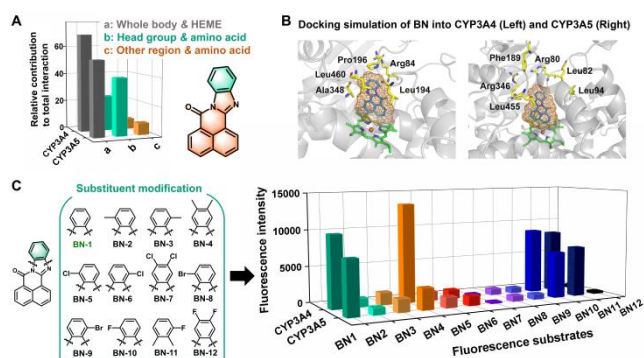 A
a: Whole body & HEME
b: Head group & amino acid
c: Other region & amino acid
Relative contribution
to total interaction
60
40
20
0
CYP3A4
CYP3A5
a
b
c
O
N
N
B
Docking simulation of BN into CYP3A4 (Left) and CYP3A5 (Right)
Pro196
Arg84
Leu460
Ala348
Leu194
Phe189
Arg80
Leu82
Arg346
Leu94
Leu455
C
Substituent modification
O
N
N
BN-1
BN-2
BN-3
BN-4
Cl
BN-5
Cl
BN-6
Cl
Cl
BN-7
Br
BN-8
Br
BN-9
F
BN-10
F
BN-11
F
F
BN-12
Fluorescence intensity
15000
10000
5000
0
CYP3A4
CYP3A5
BN1
BN2
BN3
BN4
BN5
BN6
BN7
BN8
BN9
BN10
BN11
BN12
Fluorescence substrates